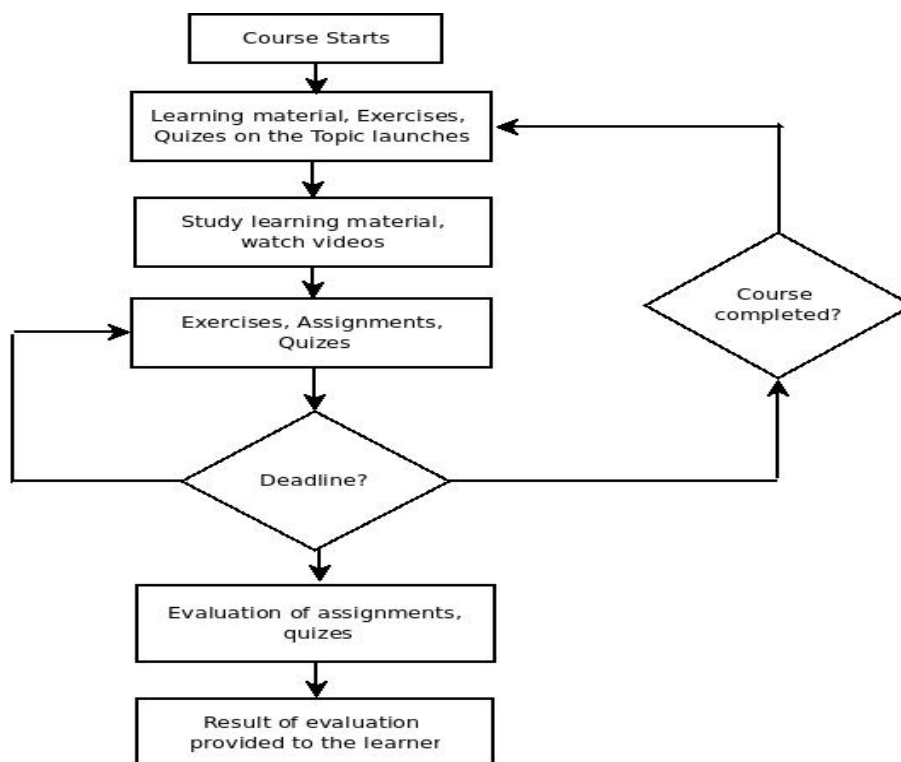 Course Starts
Learning material, Exercises,
Quizes on the Topic launches
Study learning material,
watch videos
Exercises, Assignments,
Quizes
Course
completed?
Deadline?
Evaluation of assignments,
quizes
Result of evaluation
provided to the learner